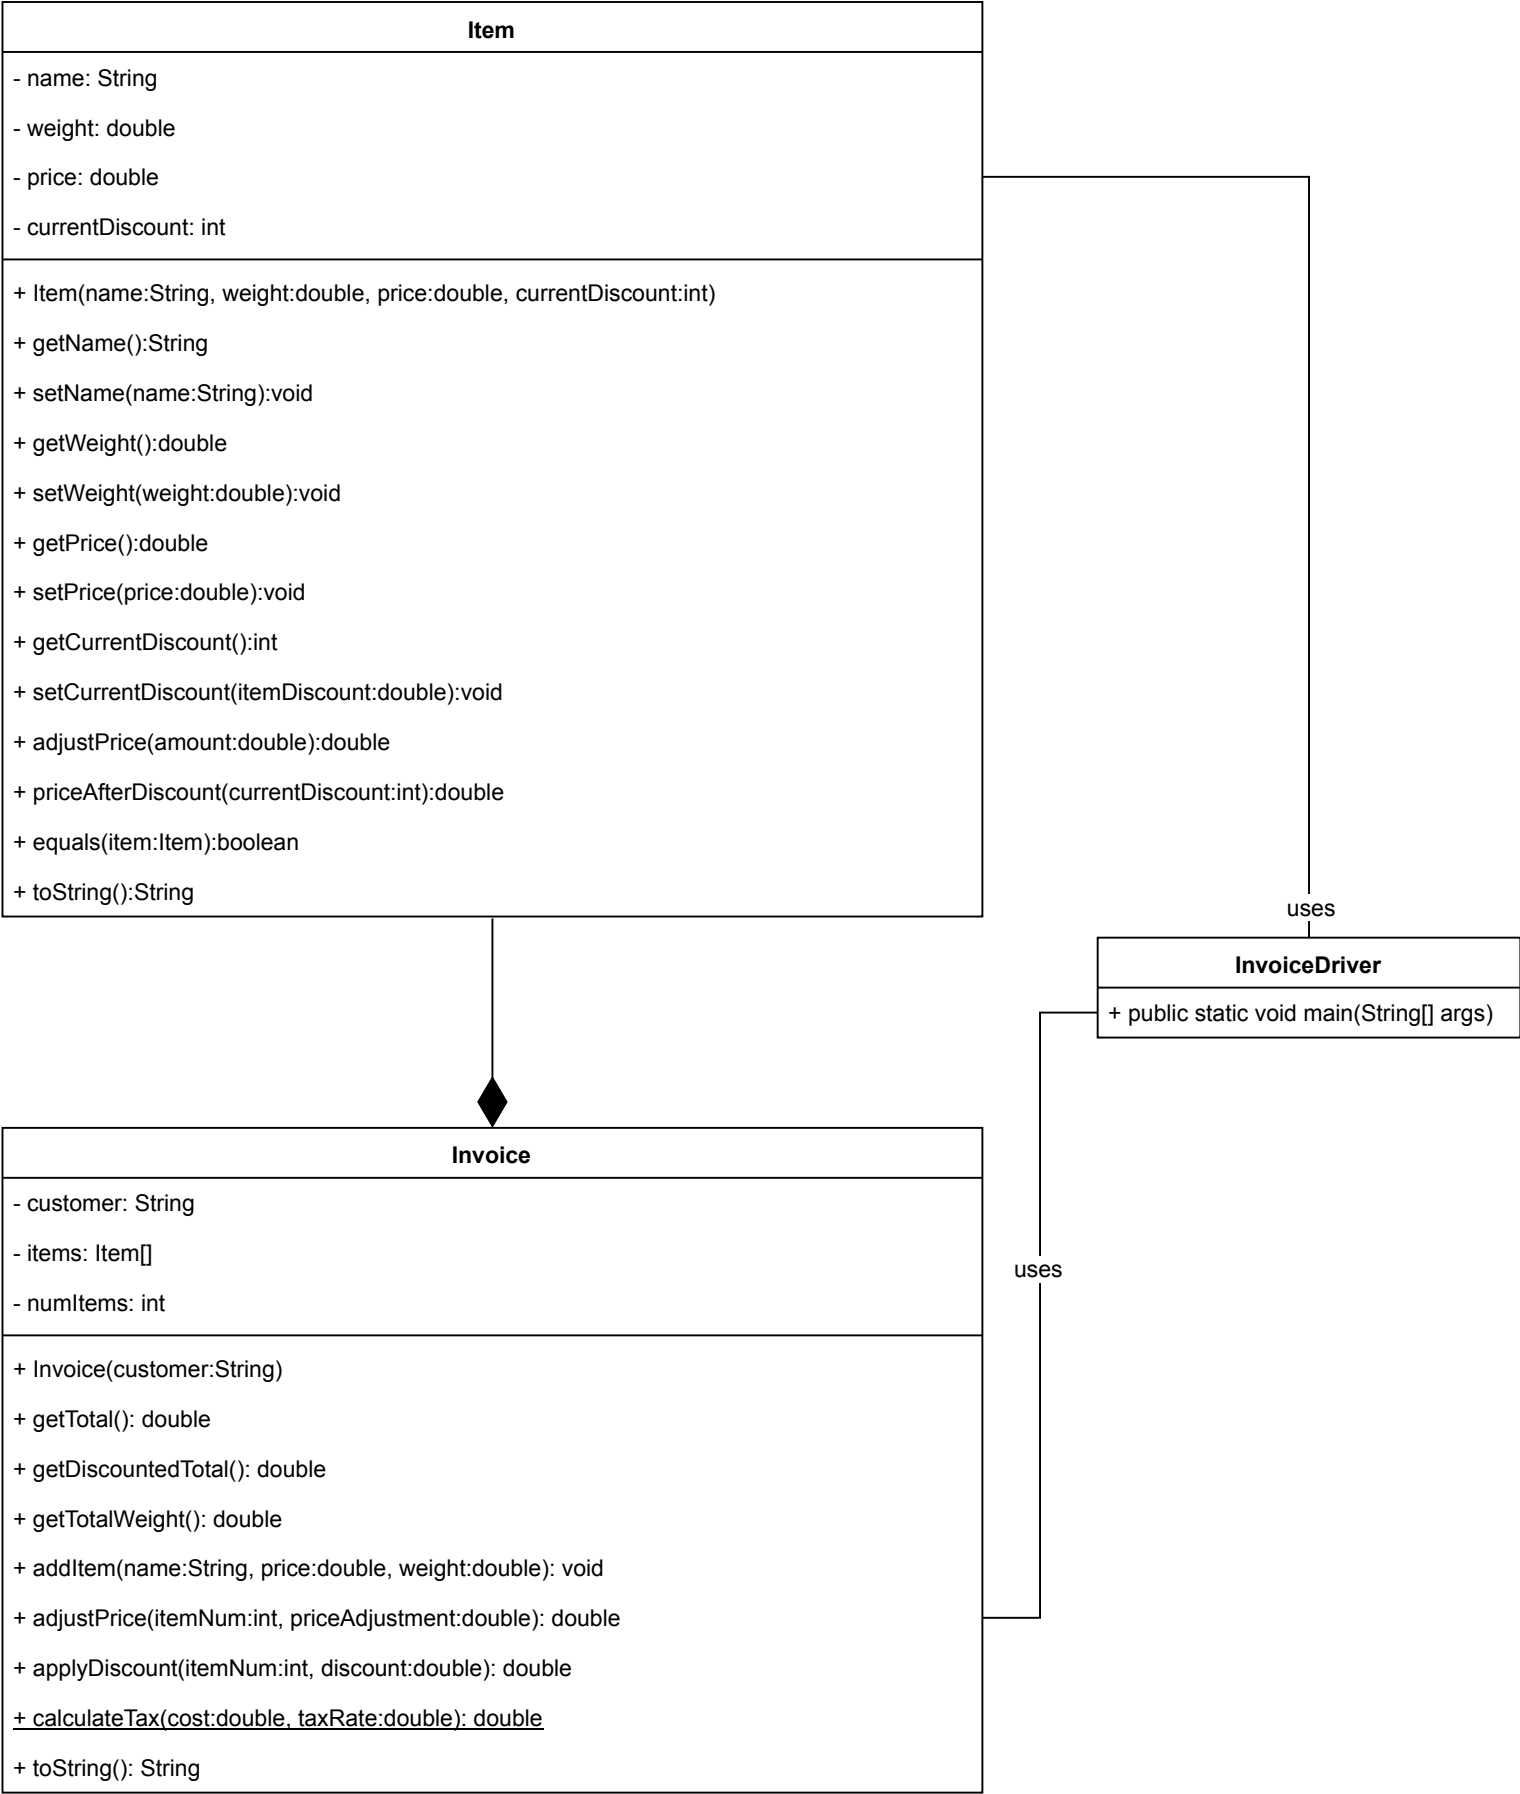 Item
- name: String
- weight: double
- price: double
- currentDiscount: int
+ Item(name:String, weight:double, price:double, currentDiscount:int)
+ getName():String
+ setName(name:String):void
+ getWeight():double
+ setWeight(weight:double):void
+ getPrice():double
+ setPrice(price:double):void
+ getCurrentDiscount():int
+ setCurrentDiscount(itemDiscount:double):void
+ adjustPrice(amount:double):double
+ priceAfterDiscount(currentDiscount:int):double
+ equals(item:Item):boolean
+ toString():String
uses
InvoiceDriver
+ public static void main(String[] args)
uses
Invoice
- customer: String
- items: Item[]
- numItems: int
+ Invoice(customer:String)
+ getTotal(): double
+ getDiscountedTotal(): double
+ getTotalWeight(): double
+ addItem(name:String, price:double, weight:double): void
+ adjustPrice(itemNum:int, priceAdjustment:double): double
+ applyDiscount(itemNum:int, discount:double): double
+ calculateTax(cost:double, taxRate:double): double
+ toString(): String